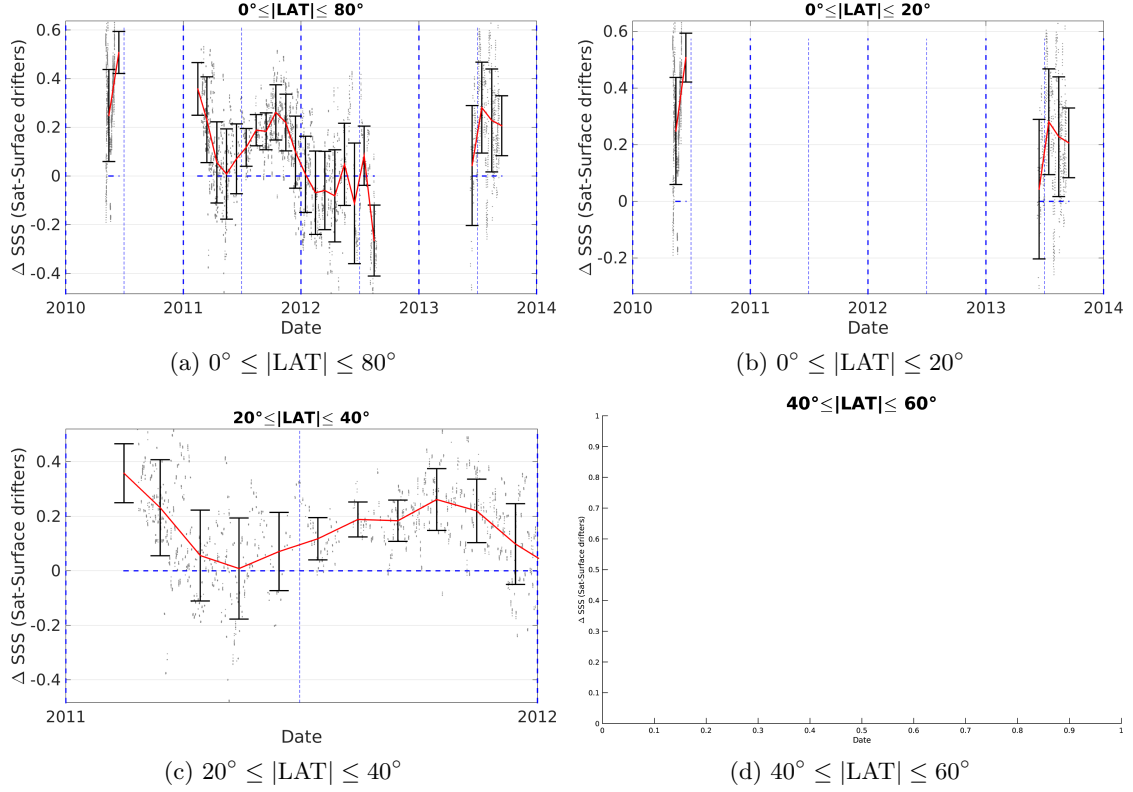 0°≤|LAT|≤ 80°
0.6
0.4
0.2
0
-0.2
-0.4
Δ SSS (Sat-Surface drifters)
2010 2011 2012 2013 2014
Date
(a) 0° ≤ |LAT| ≤ 80°
0°≤|LAT|≤ 20°
0.6
0.4
0.2
0
-0.2
Δ SSS (Sat-Surface drifters)
2010 2011 2012 2013 2014
Date
(b) 0° ≤ |LAT| ≤ 20°
20°≤|LAT|≤ 40°
0.4
0.2
0
-0.2
-0.4
Δ SSS (Sat-Surface drifters)
2011 2012
Date
(c) 20° ≤ |LAT| ≤ 40°
40°≤|LAT|≤ 60°
1
0.9
0.8
0.7
0.6
0.5
0.4
0.3
0.2
0.1
0
Δ SSS (Sat-Surface drifters)
0 0.1 0.2 0.3 0.4 0.5 0.6 0.7 0.8 0.9 1
Date
(d) 40° ≤ |LAT| ≤ 60°